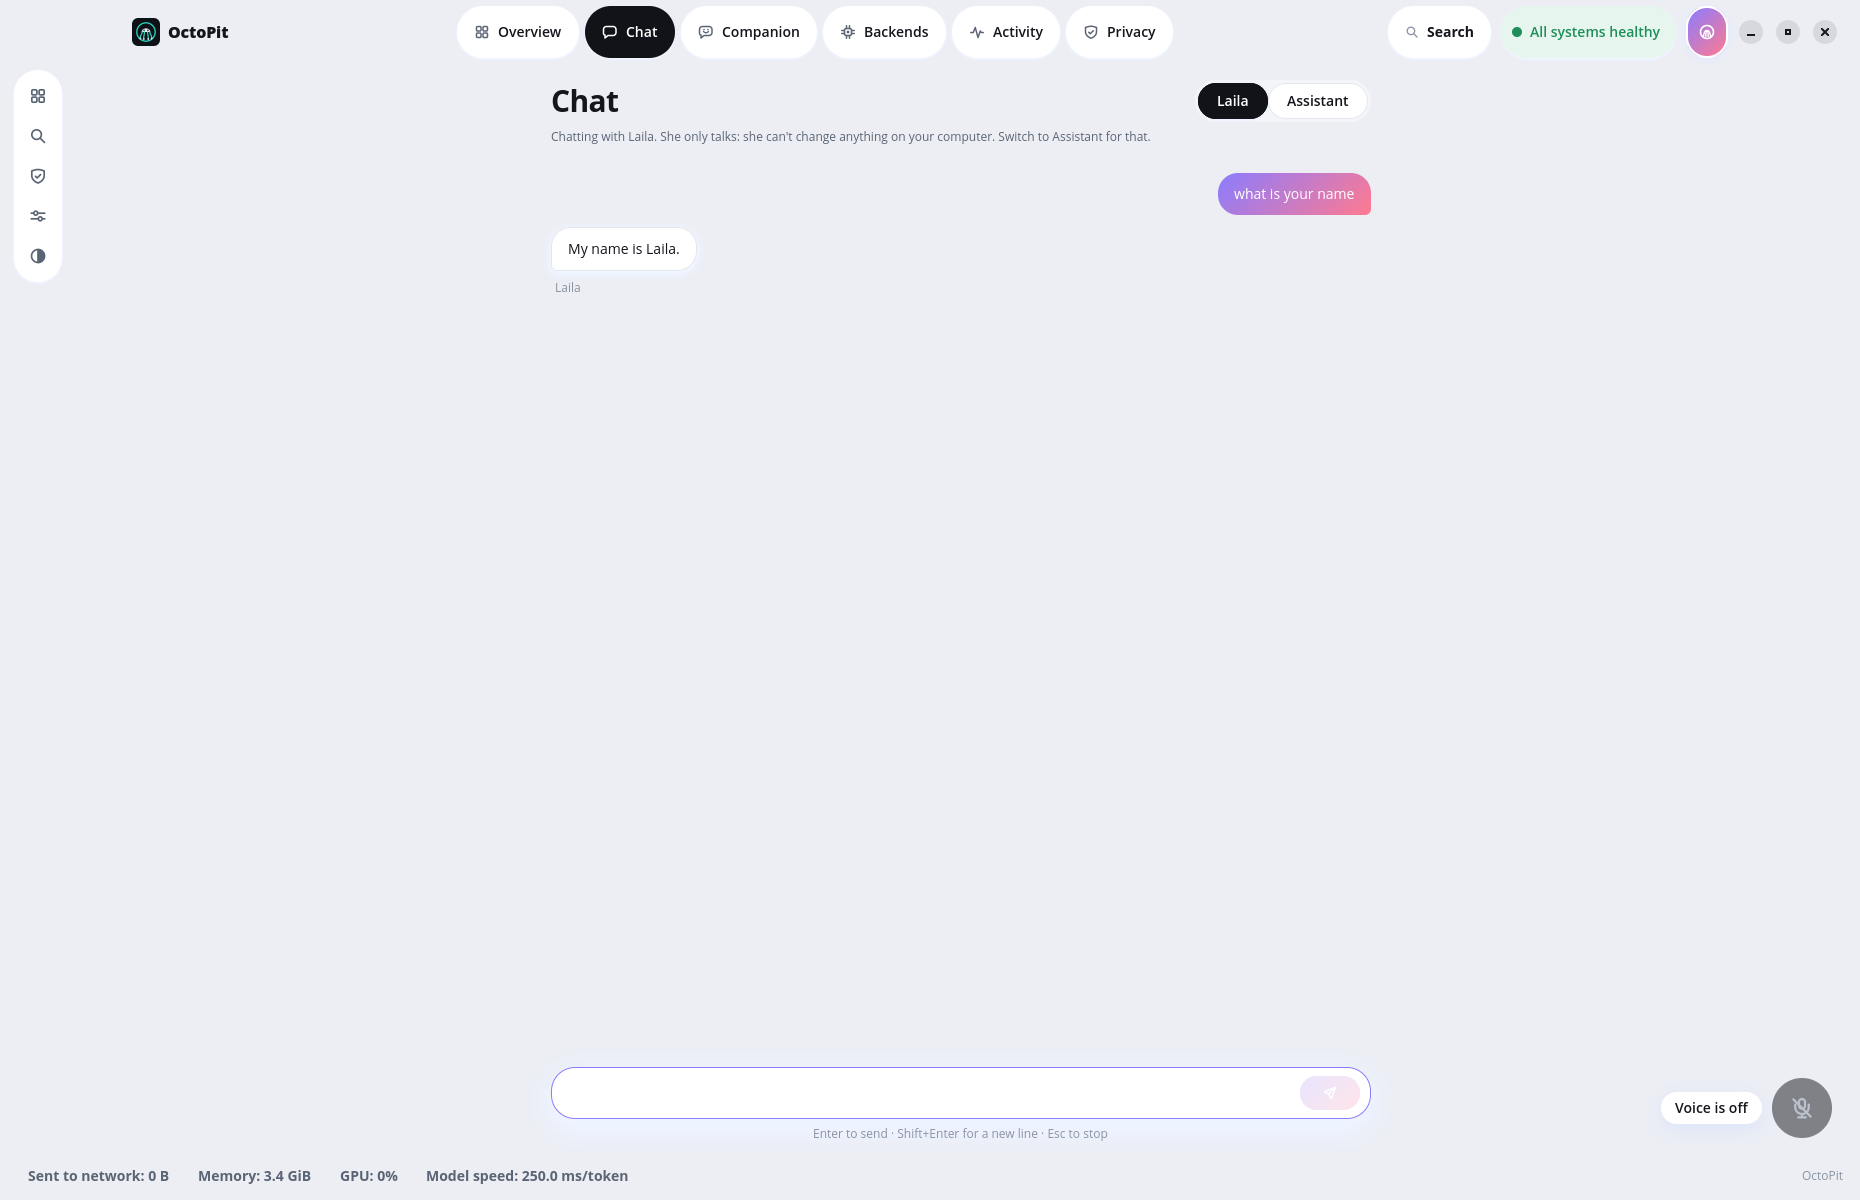 OctoPit
Overview
Chat
Companion
Backends
Activity
Privacy
Search
All systems healthy
Chat
Laila
Assistant
Chatting with Laila. She only talks: she can't change anything on your computer. Switch to Assistant for that.
what is your name
My name is Laila.
Laila
Enter to send · Shift+Enter for a new line · Esc to stop
Voice is off
Sent to network: 0 B
Memory: 3.4 GiB
GPU: 0%
Model speed: 250.0 ms/token
OctoPit